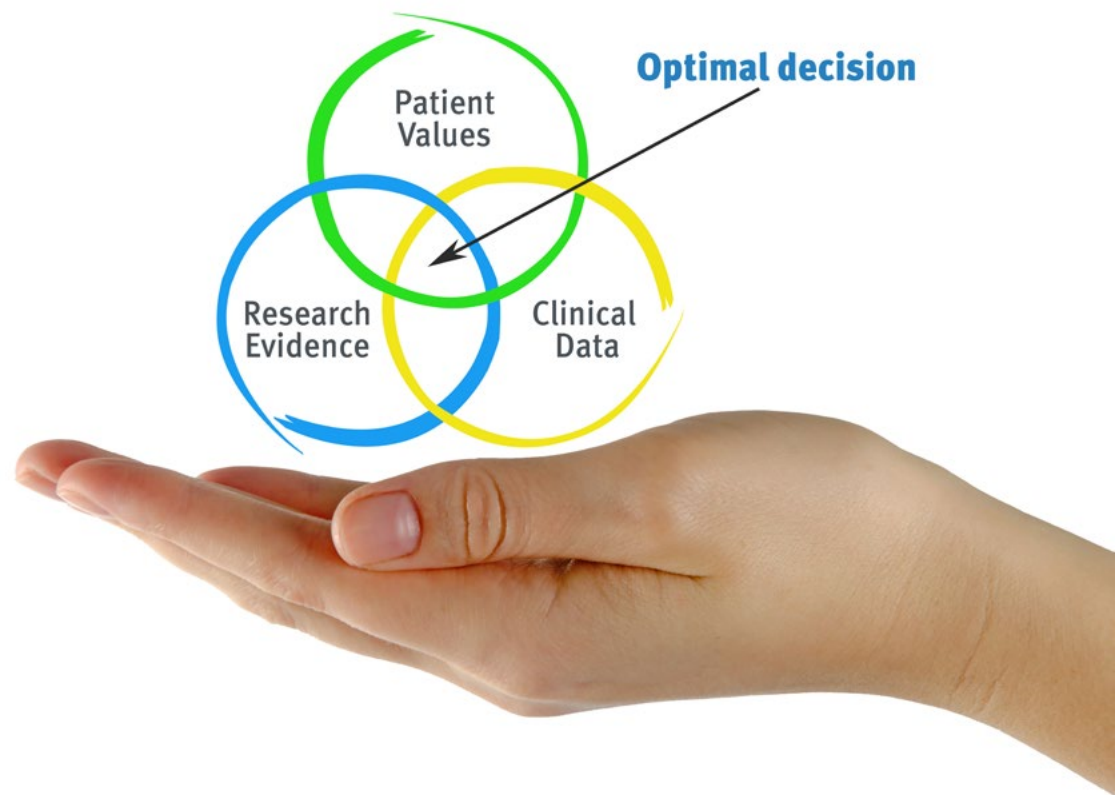 Optimal decision
Patient
Values
Research
Evidence
Clinical
Data